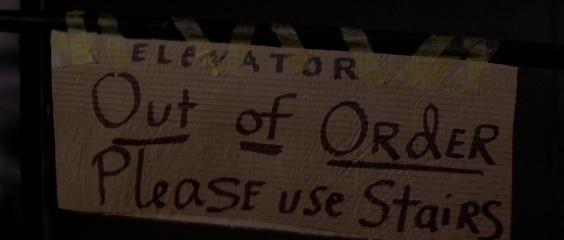 ELEVATOR
Out of ORdER
PleaSE use StaiRS